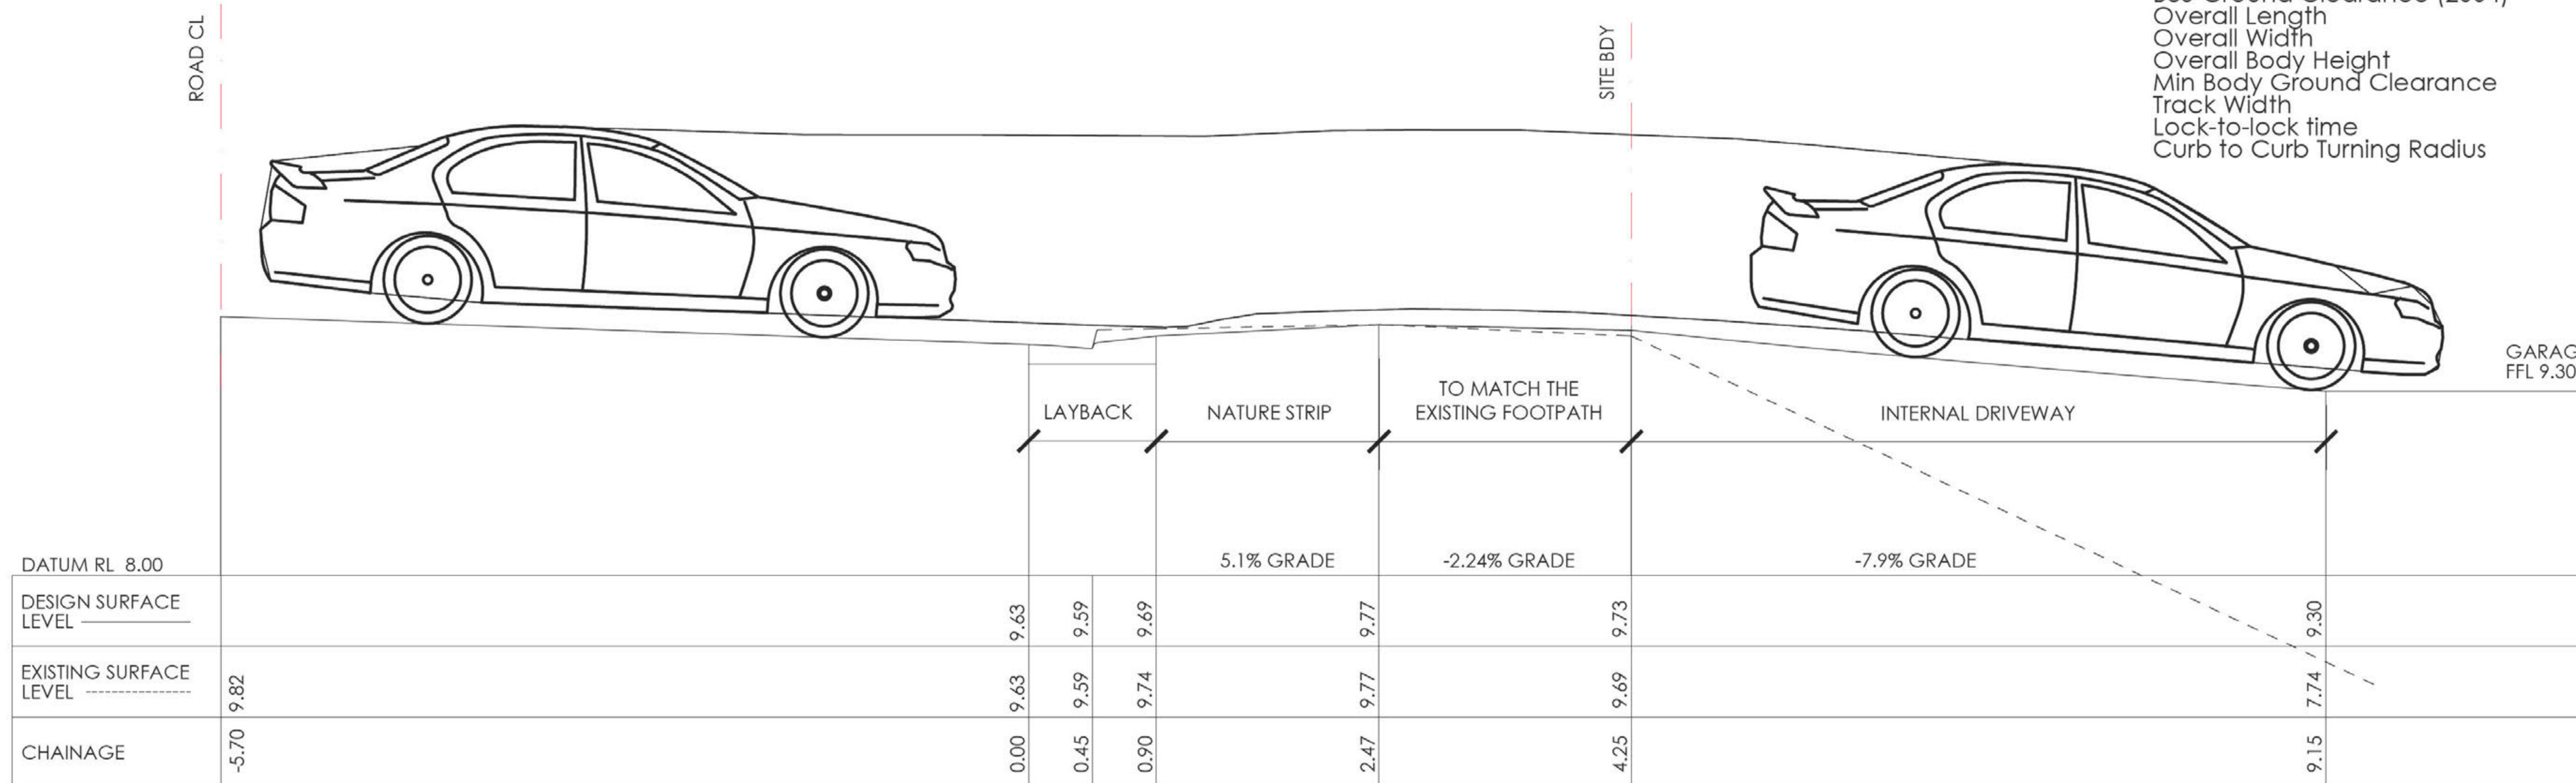 ROAD CL
SITE BDY
B85 Ground Clearance (2004)
Overall Length
Overall Width
Overall Body Height
Min Body Ground Clearance
Track Width
Lock-to-lock time
Curb to Curb Turning Radius
GARAG
FFL 9.30
LAYBACK
NATURE STRIP
TO MATCH THE
EXISTING FOOTPATH
INTERNAL DRIVEWAY
DATUM RL 8.00
5.1% GRADE
-2.24% GRADE
-7.9% GRADE
DESIGN SURFACE
LEVEL
9.63
9.59
9.69
9.77
9.73
9.30
EXISTING SURFACE
LEVEL
9.82
9.63
9.59
9.74
9.77
9.69
7.74
CHAINAGE
-5.70
0.00
0.45
0.90
2.47
4.25
9.15